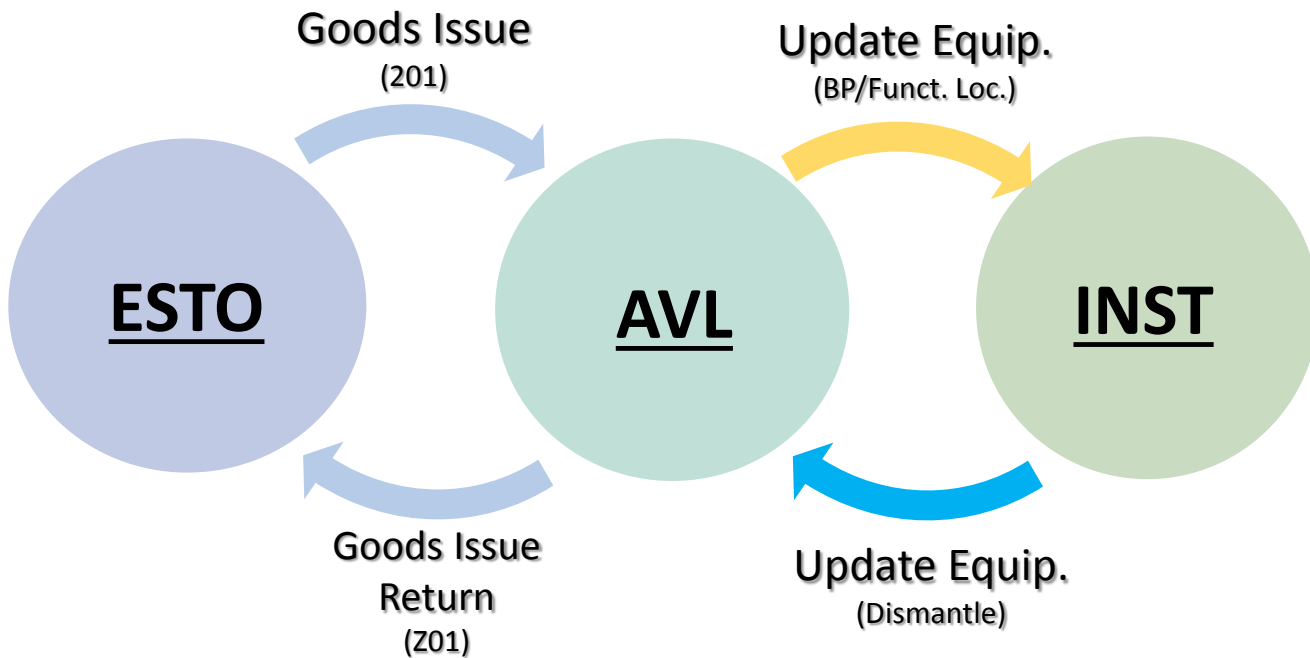 Goods Issue
(201)
Update Equip.
(BP/Funct. Loc.)
ESTO
AVL
INST
Goods Issue
Return
(Z01)
Update Equip.
(Dismantle)